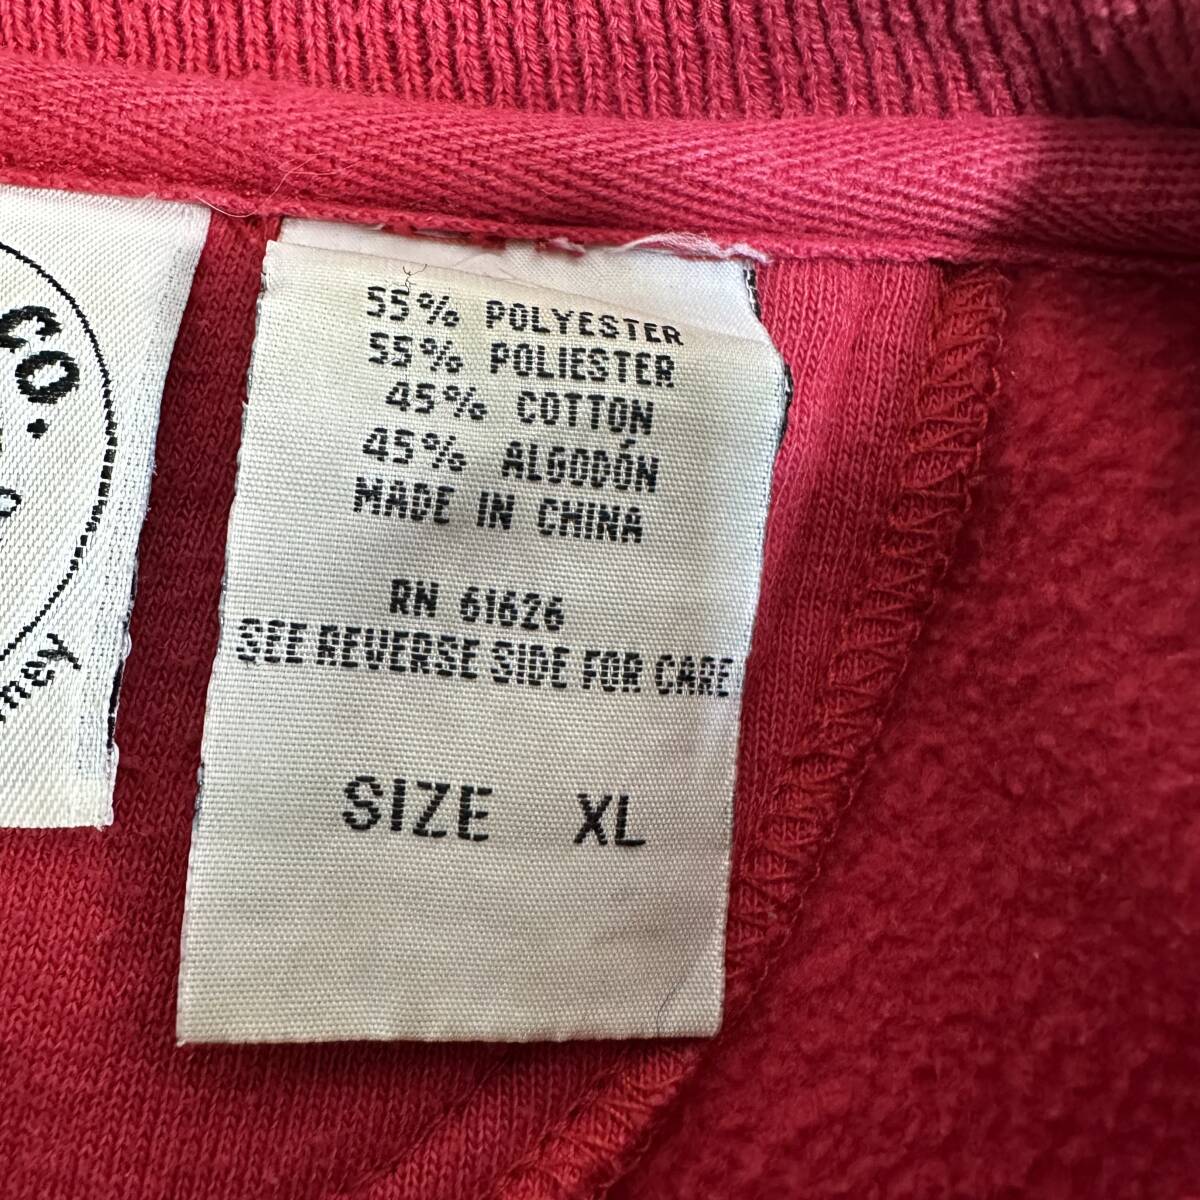 co.
ney
55% POLYESTER
55% POLIESTER
45% COTTON
45% ALGODÓN
MADE IN CHINA
RN 61626
SEE REVERSE SIDE FOR CARE
SIZE XL